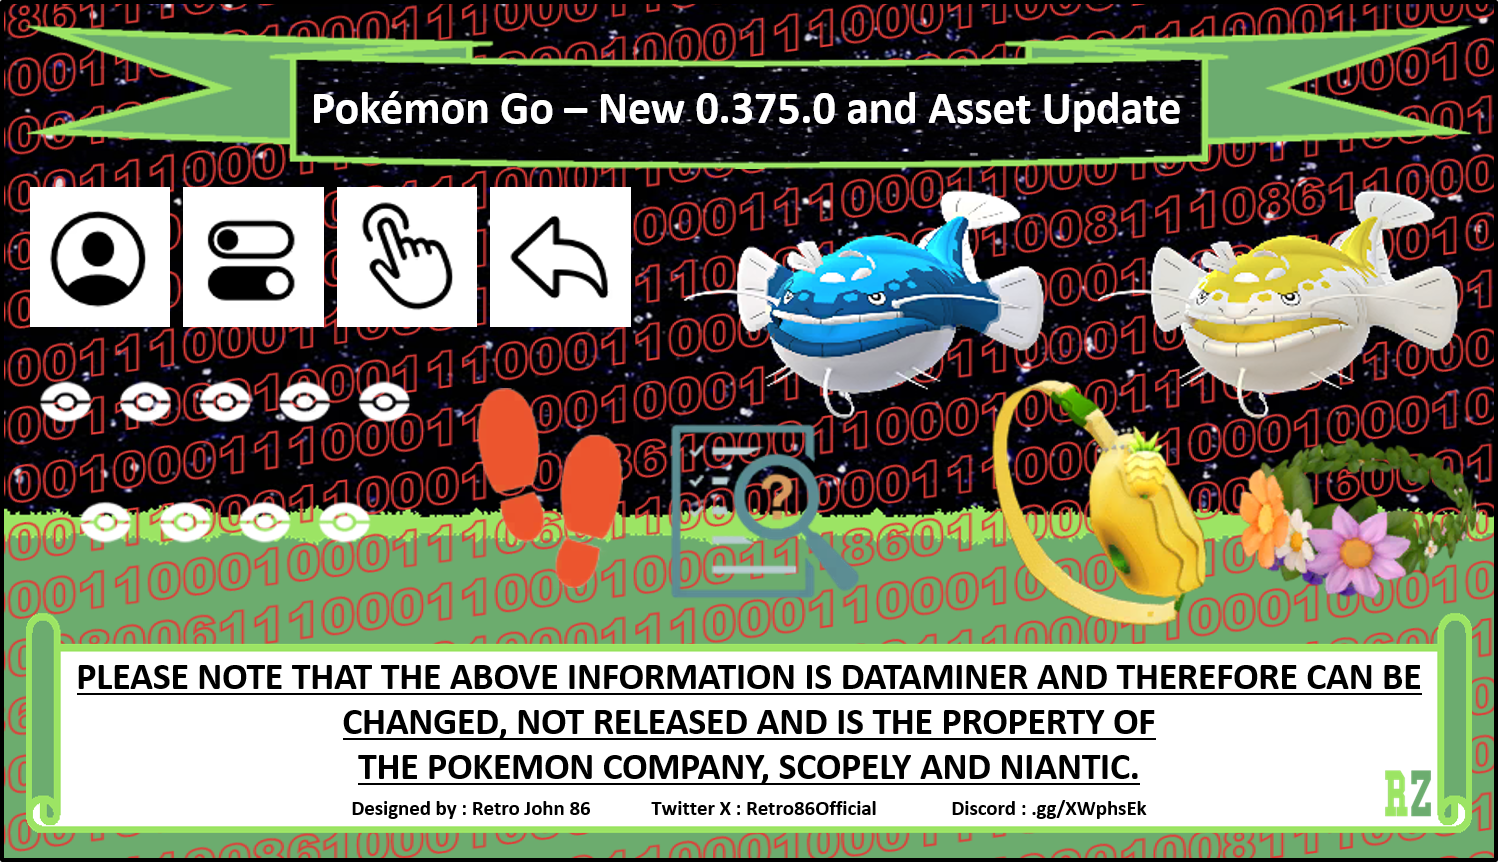 Pokémon Go – New 0.375.0 and Asset Update
?
PLEASE NOTE THAT THE ABOVE INFORMATION IS DATAMINER AND THEREFORE CAN BE
CHANGED, NOT RELEASED AND IS THE PROPERTY OF
THE POKEMON COMPANY, SCOPELY AND NIANTIC.
Designed by : Retro John 86 Twitter X : Retro86Official Discord : .gg/XWphsEk
RZ